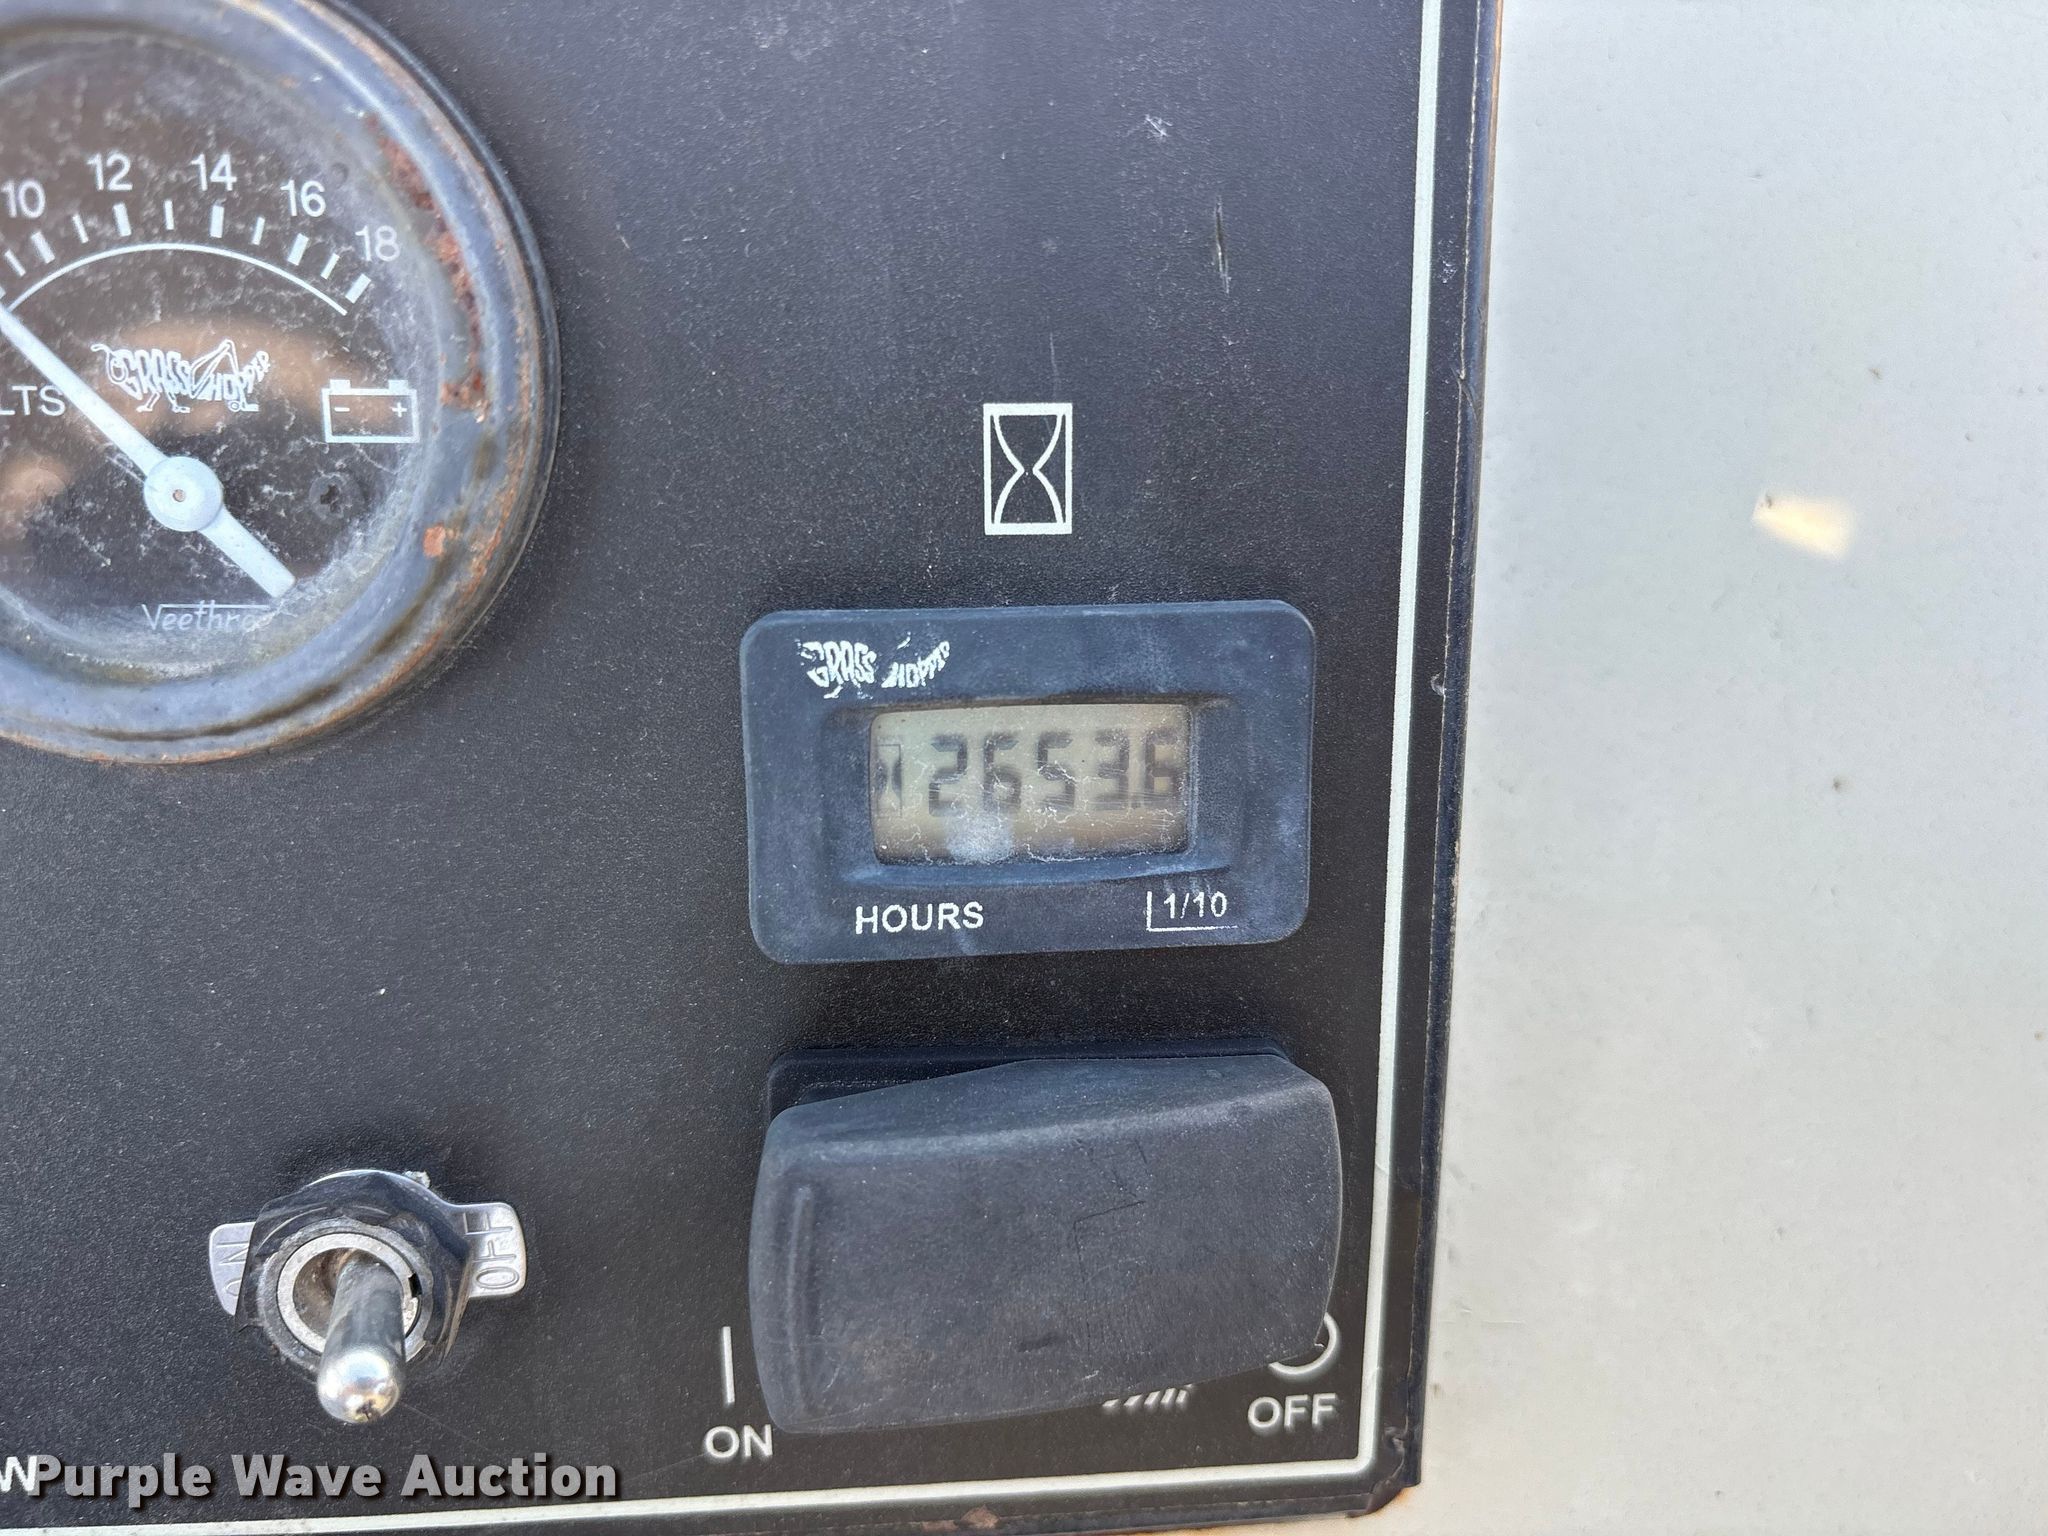 10 12 14 16 18
LTS
GRASSHOPPER
- +
GRASSHOPPER
2653.6
HOURS 1/10
ON OFF
ON OFF
Purple Wave Auction